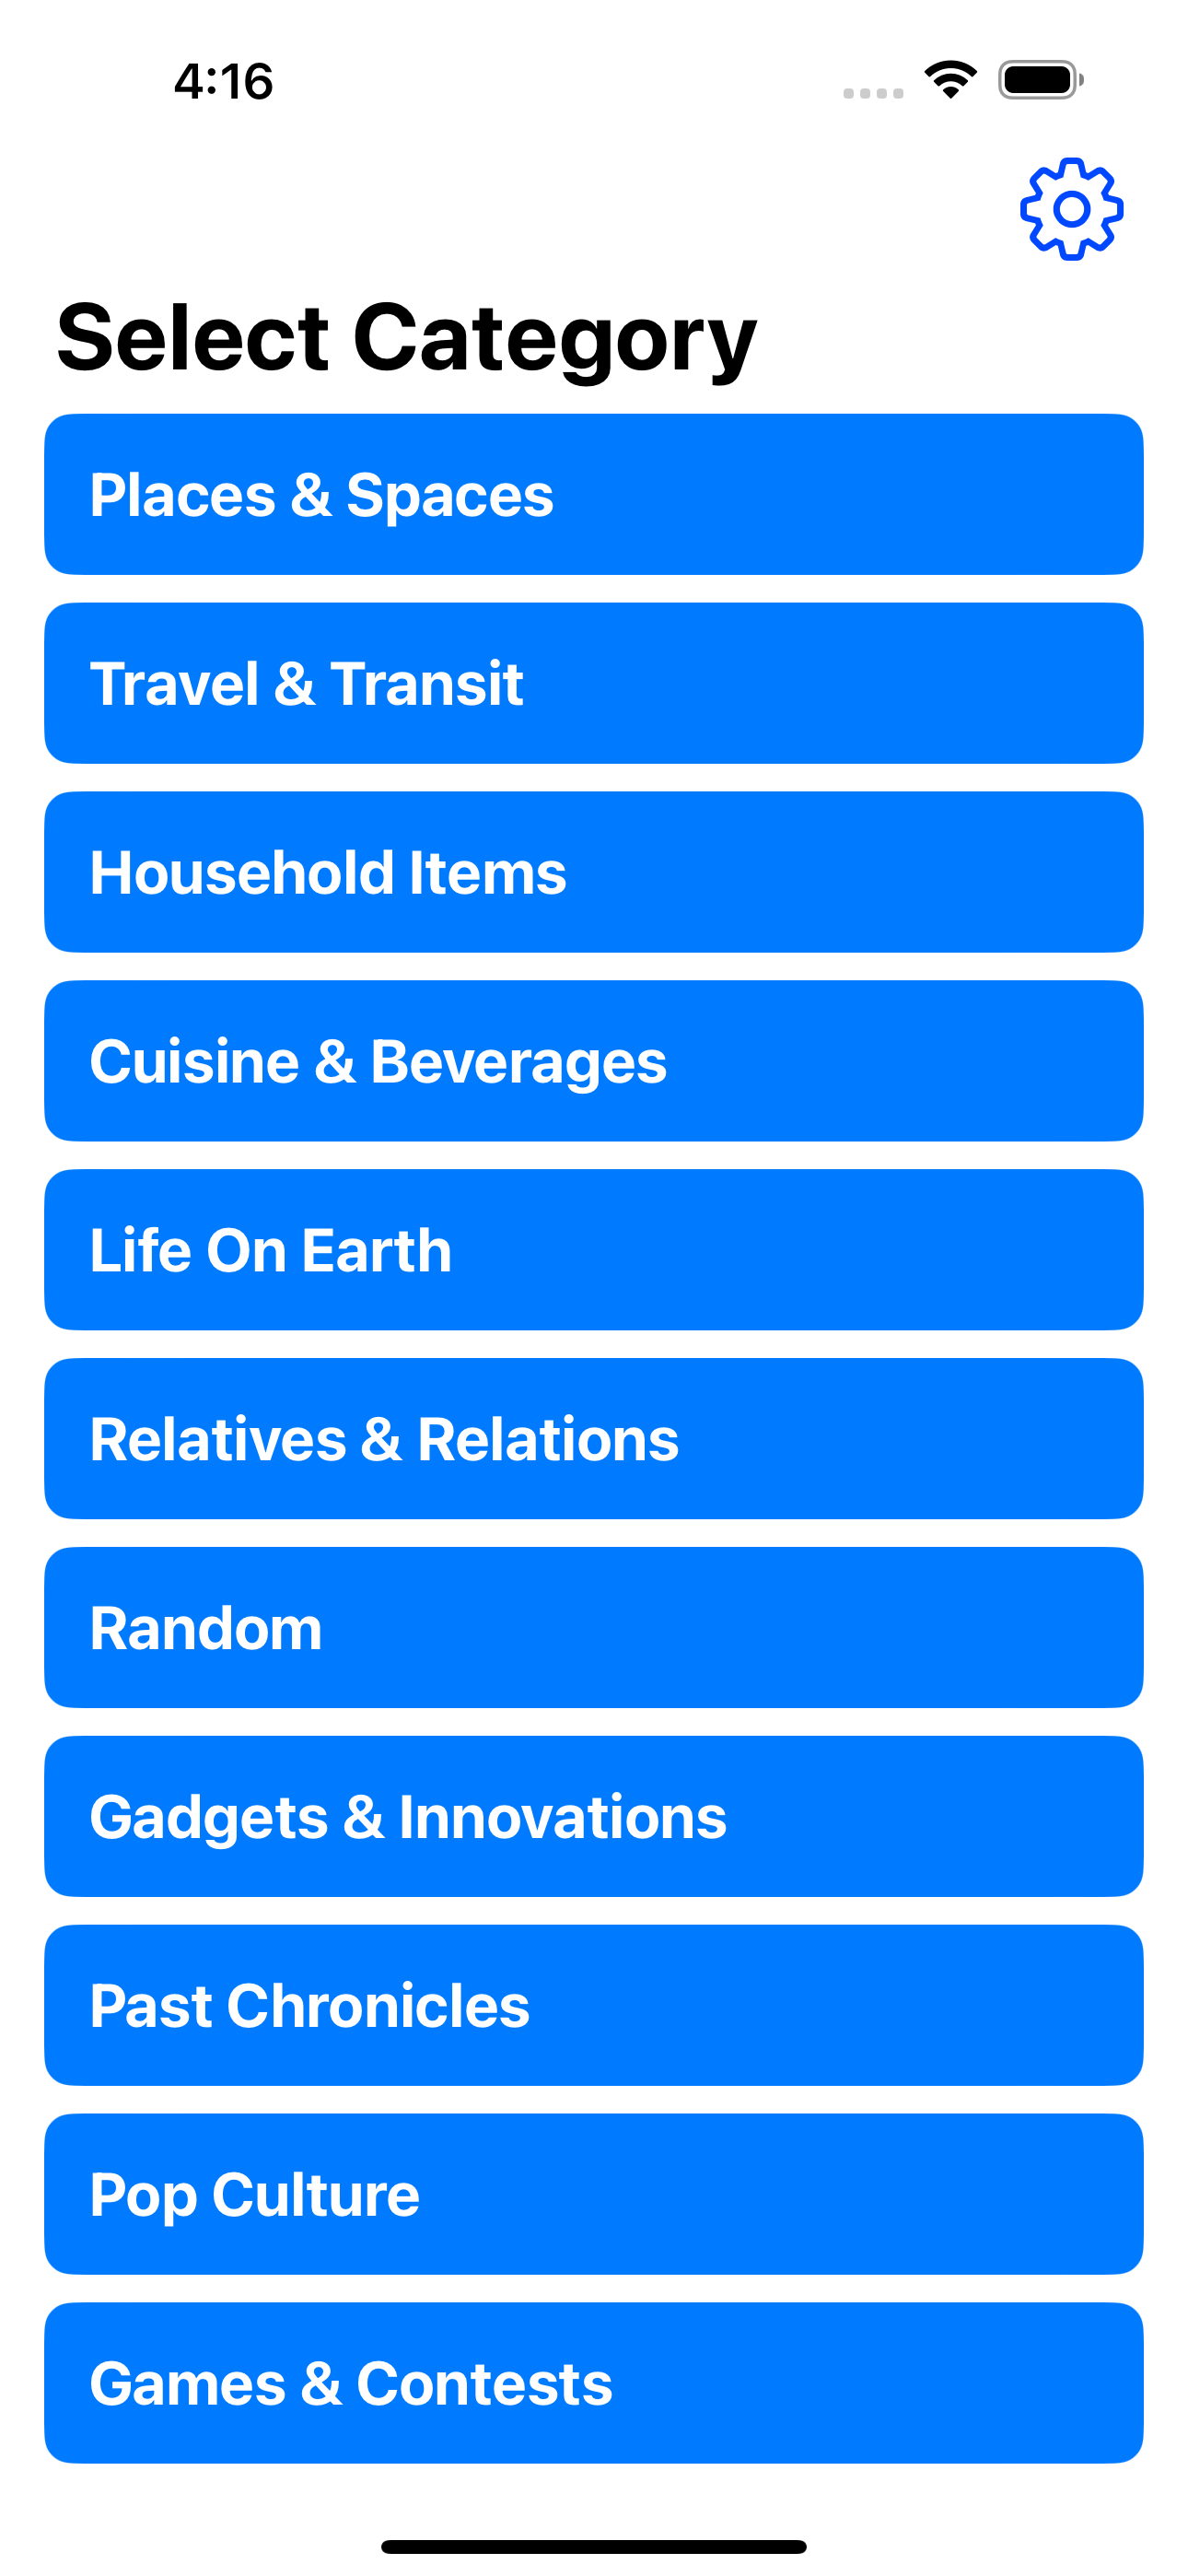 4:16
Select Category
Places & Spaces
Travel & Transit
Household Items
Cuisine & Beverages
Life On Earth
Relatives & Relations
Random
Gadgets & Innovations
Past Chronicles
Pop Culture
Games & Contests